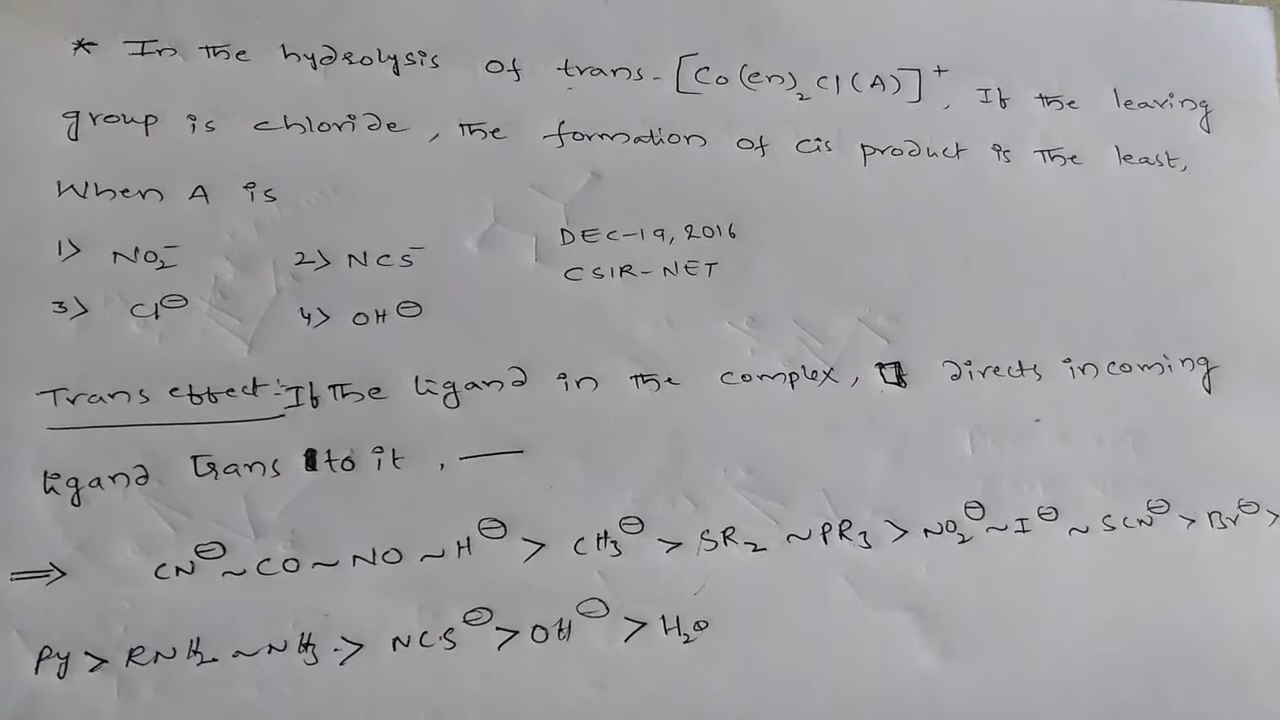 * In the hydrolysis of trans-[Co(en)₂Cl(A)]⁺, If the leaving
group is chloride, the formation of cis product is the least,
When A is
1) NO₂⁻ 2) NCS⁻
3) Cl⊖ 4) OH⊖
DEC-19, 2016
CSIR-NET
Trans effect:- If the ligand in the complex, directs incoming
ligand trans to it, —
⇒ CN⊖ ~ CO ~ NO ~ H⊖ > CH₃⊖ > SR₂ ~ PR₃ > NO₂⊖ ~ I⊖ ~ SCN⊖ > Br⊖ >
Py > RNH₂ ~ NH₃ > NCS⊖ > OH⊖ > H₂O